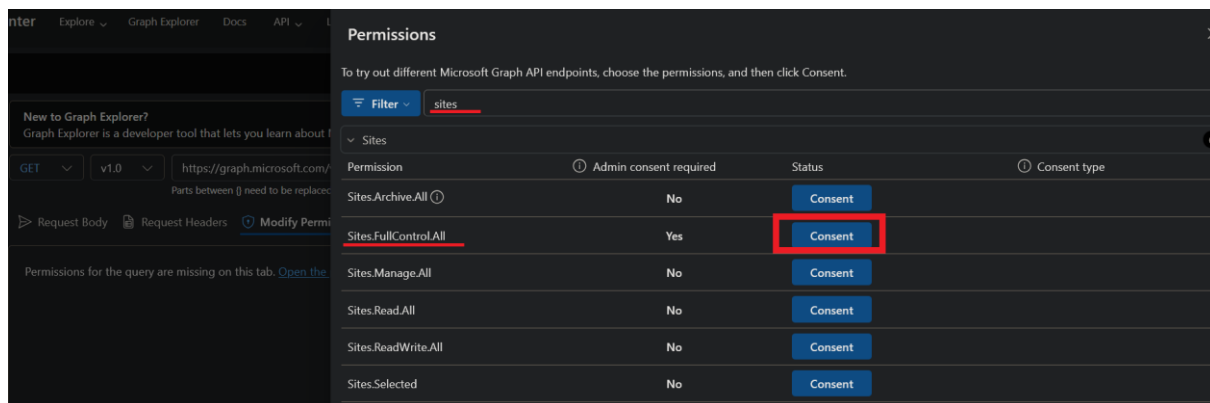 nter Explore Graph Explorer Docs API
Permissions
To try out different Microsoft Graph API endpoints, choose the permissions, and then click Consent.
Filter sites
New to Graph Explorer?
Graph Explorer is a developer tool that lets you learn about
Sites
GET v1.0 https://graph.microsoft.com/
Permission Admin consent required Status Consent type
Parts between {} need to be replaced
Sites.Archive.All No Consent
Request Body Request Headers Modify Permi
Sites.FullControl.All Yes Consent
Permissions for the query are missing on this tab. Open the
Sites.Manage.All No Consent
Sites.Read.All No Consent
Sites.ReadWrite.All No Consent
Sites.Selected No Consent